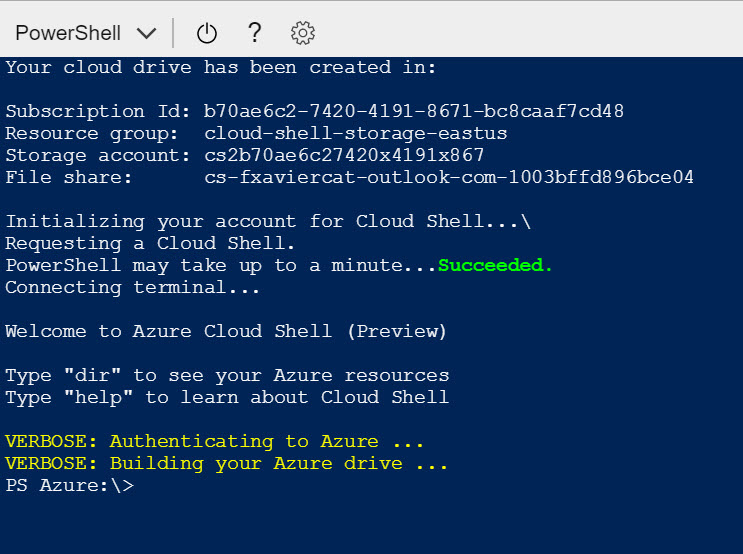 PowerShell
?
Your cloud drive has been created in:
Subscription Id: b70ae6c2-7420-4191-8671-bc8caaf7cd48
Resource group:  cloud-shell-storage-eastus
Storage account: cs2b70ae6c27420x4191x867
File share:      cs-fxaviercat-outlook-com-1003bffd896bce04
Initializing your account for Cloud Shell...\
Requesting a Cloud Shell.
PowerShell may take up to a minute...Succeeded.
Connecting terminal...
Welcome to Azure Cloud Shell (Preview)
Type "dir" to see your Azure resources
Type "help" to learn about Cloud Shell
VERBOSE: Authenticating to Azure ...
VERBOSE: Building your Azure drive ...
PS Azure:\>